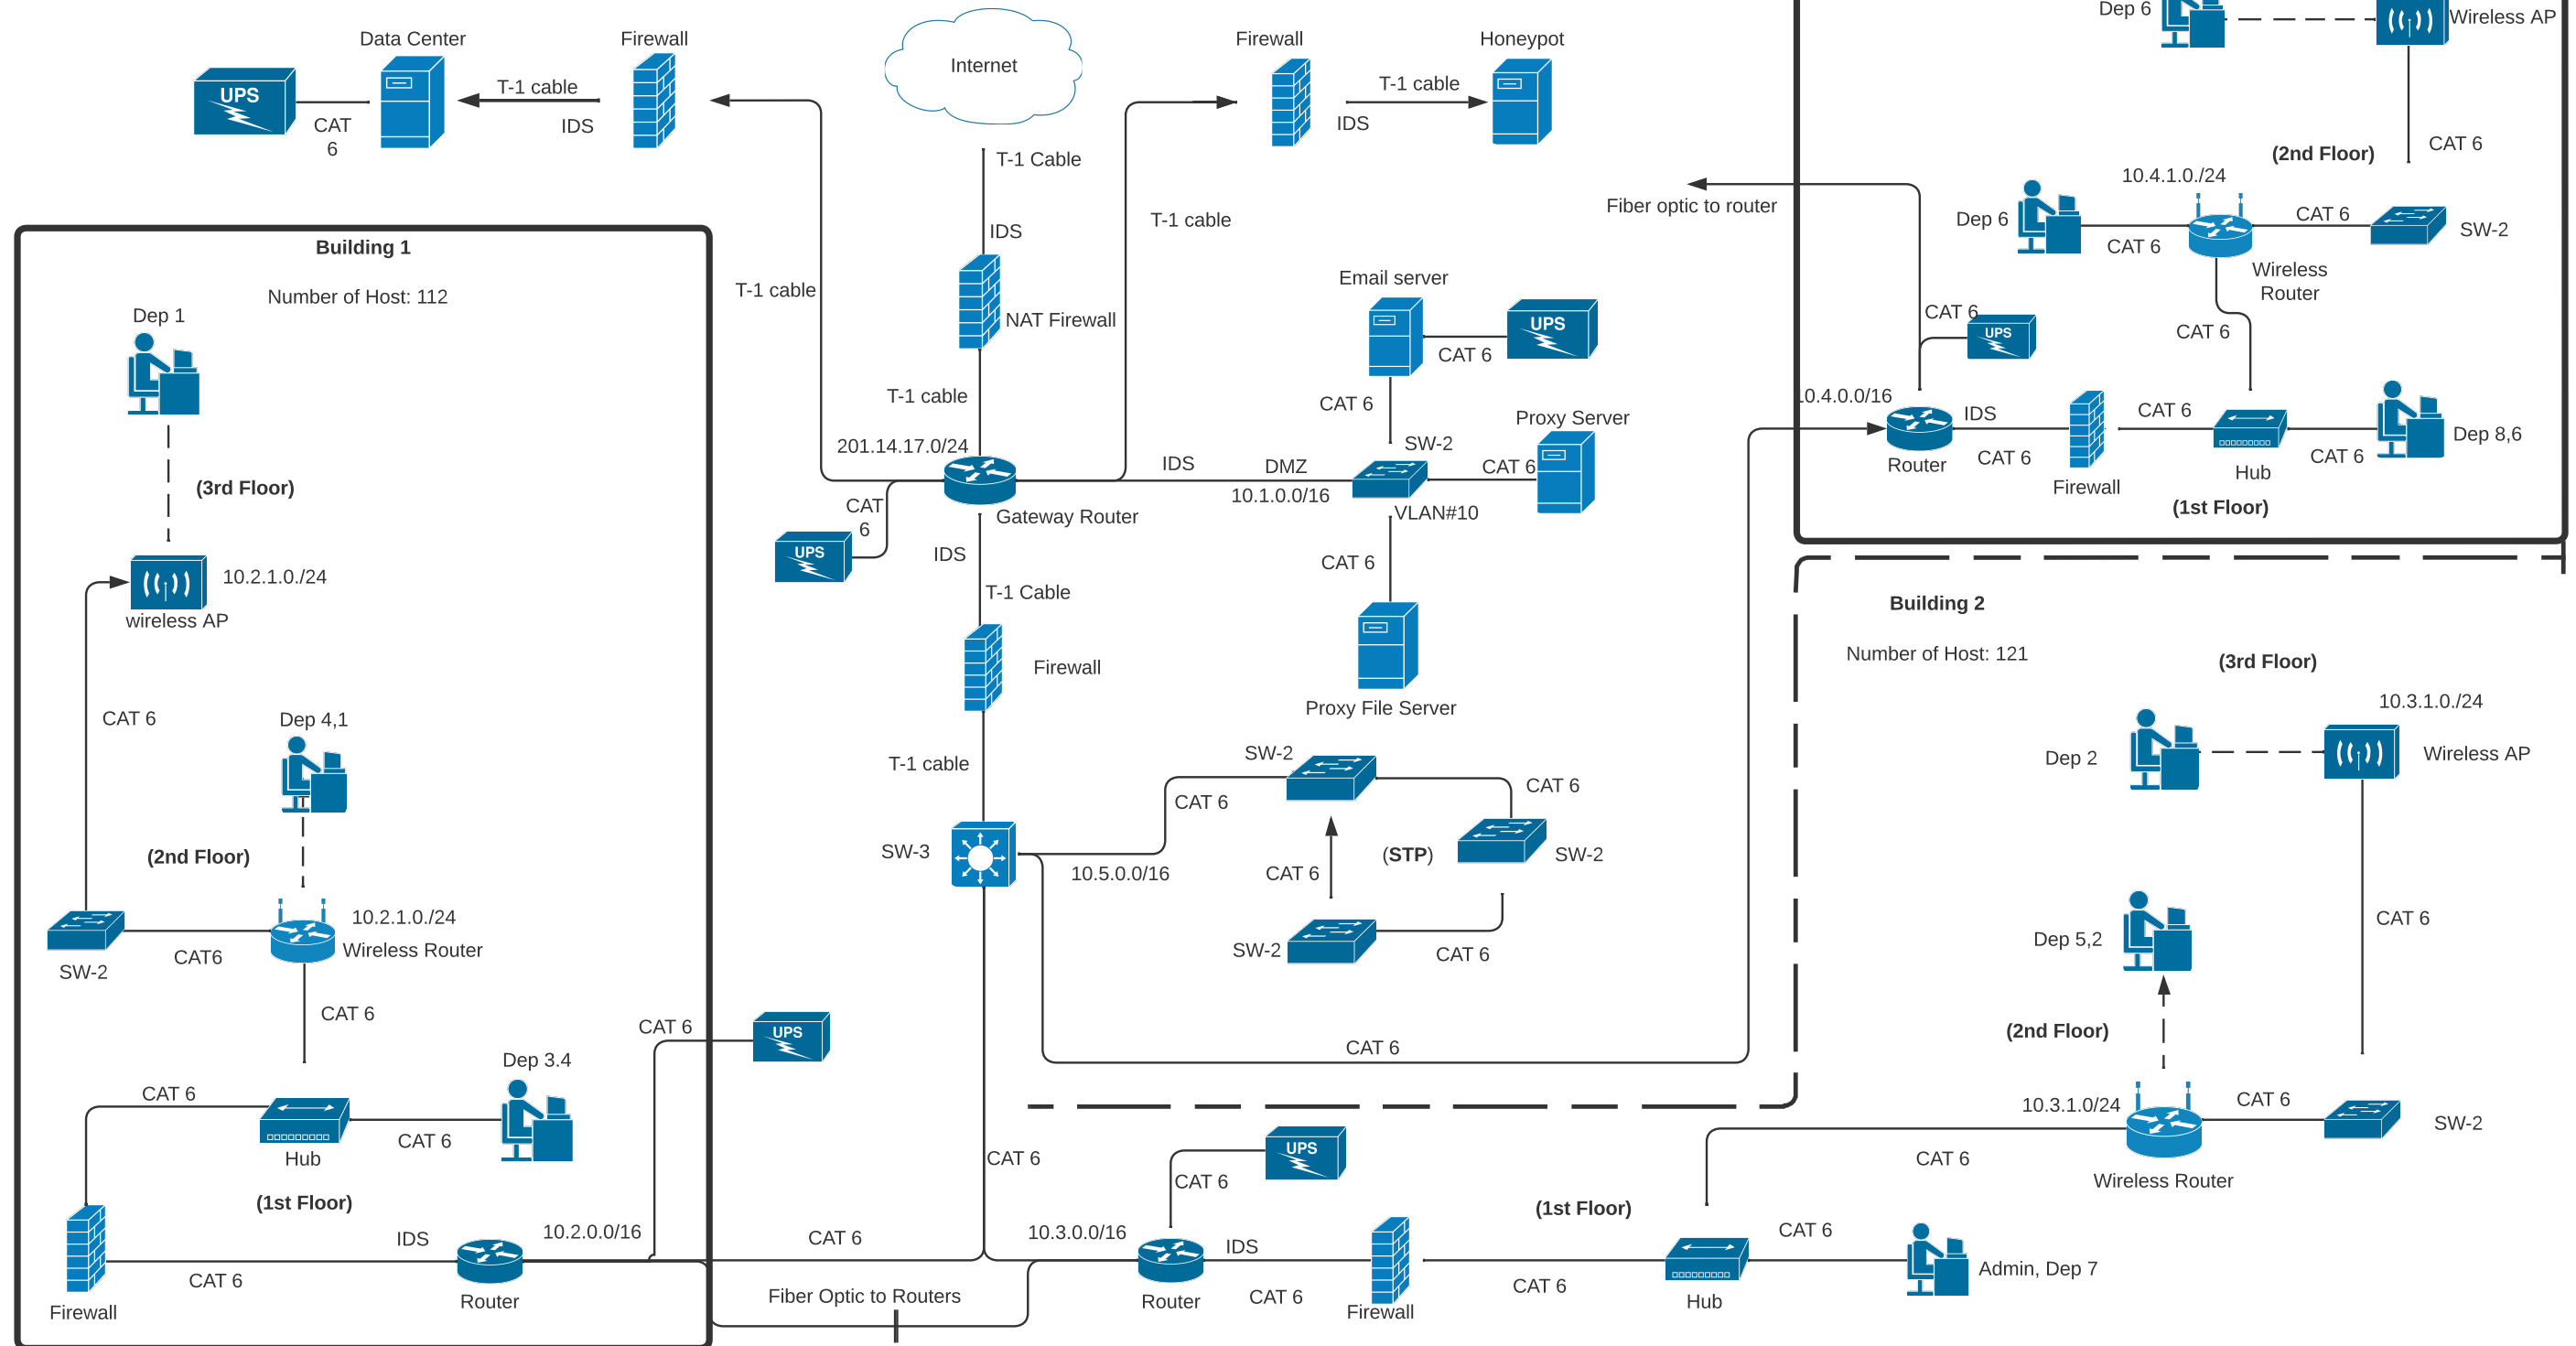 Data Center
Firewall
UPS
T-1 cable
CAT
6
IDS
Internet
Firewall
Honeypot
T-1 cable
IDS
T-1 Cable
IDS
T-1 cable
T-1 cable
NAT Firewall
T-1 cable
201.14.17.0/24
Gateway Router
CAT
6
UPS
IDS
T-1 Cable
Firewall
T-1 cable
SW-3
IDS
DMZ
10.1.0.0/16
Email server
UPS
CAT 6
CAT 6
SW-2
Proxy Server
CAT 6
VLAN#10
CAT 6
Proxy File Server
SW-2
CAT 6
CAT 6
10.5.0.0/16
CAT 6
(STP)
SW-2
SW-2
CAT 6
CAT 6
Building 1
Number of Host: 112
Dep 1
(3rd Floor)
10.2.1.0./24
wireless AP
CAT 6
Dep 4,1
(2nd Floor)
10.2.1.0./24
Wireless Router
CAT6
SW-2
CAT 6
CAT 6
UPS
Dep 3.4
CAT 6
CAT 6
Hub
(1st Floor)
10.2.0.0/16
IDS
CAT 6
Firewall
Router
CAT 6
CAT 6
Fiber Optic to Routers
Dep 6
Wireless AP
CAT 6
(2nd Floor)
10.4.1.0./24
Fiber optic to router
Dep 6
CAT 6
CAT 6
SW-2
Wireless
Router
CAT 6
UPS
CAT 6
10.4.0.0/16
IDS
CAT 6
Router
CAT 6
Firewall
Hub
CAT 6
Dep 8,6
(1st Floor)
Building 2
Number of Host: 121
(3rd Floor)
10.3.1.0./24
Dep 2
Wireless AP
CAT 6
Dep 5,2
(2nd Floor)
10.3.1.0/24
CAT 6
SW-2
CAT 6
Wireless Router
UPS
CAT 6
(1st Floor)
10.3.0.0/16
IDS
CAT 6
Router
CAT 6
Firewall
CAT 6
Hub
Admin, Dep 7